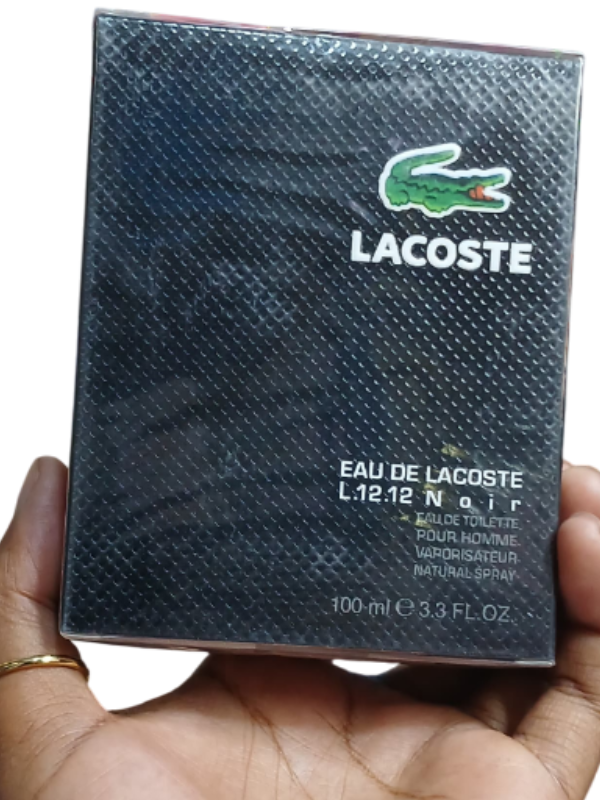 LACOSTE
EAU DE LACOSTE
L.12.12 Noir
EAU DE TOILETTE
POUR HOMME
VAPORISATEUR
NATURAL SPRAY
100 ml ℮ 3.3 FL.OZ.